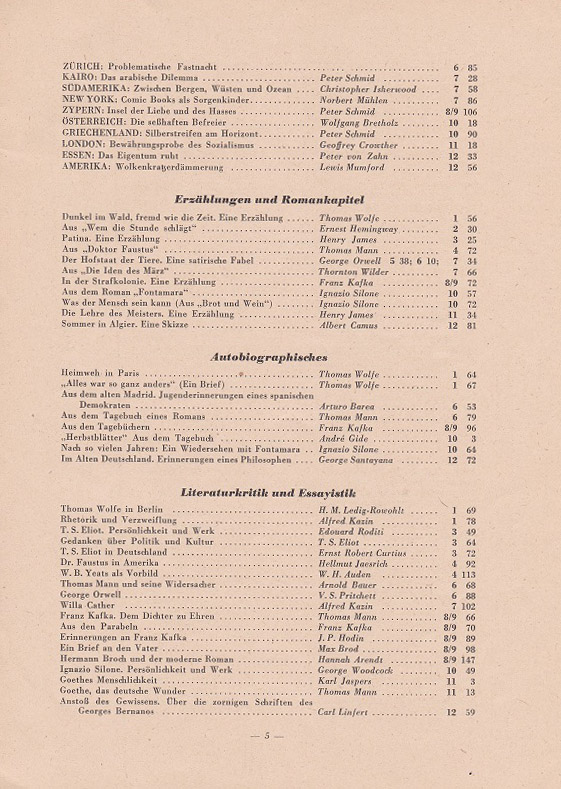 ZÜRICH: Problematische Fastnacht ........ 6 85
KAIRO: Das arabische Dilemma ........ Peter Schmid ........ 7 28
SÜDAMERIKA: Zwischen Bergen, Wüsten und Ozean .... Christopher Isherwood .... 7 58
NEW YORK: Comic Books als Sorgenkinder........ Norbert Mühlen ........ 7 86
ZYPERN: Insel der Liebe und des Hasses ........ Peter Schmid ........ 8/9 106
ÖSTERREICH: Die seßhaften Befreier ........ Wolfgang Bretholz ........ 10 18
GRIECHENLAND: Silberstreifen am Horizont........ Peter Schmid ........ 10 90
LONDON: Bewährungsprobe des Sozialismus ........ Geoffrey Crowther ........ 11 18
ESSEN: Das Eigentum ruht ........ Peter von Zahn ........ 12 33
AMERIKA: Wolkenkratzerdämmerung ........ Lewis Mumford ........ 12 56
Erzählungen und Romankapitel
Dunkel im Wald, fremd wie die Zeit. Eine Erzählung ...... Thomas Wolfe ........ 1 56
Aus „Wem die Stunde schlägt“ ........ Ernest Hemingway ........ 2 30
Patina. Eine Erzählung ........ Henry James ........ 3 25
Aus „Doktor Faustus“ ........ Thomas Mann ........ 4 72
Der Hofstaat der Tiere. Eine satirische Fabel ........ George Orwell 5 38; 6 10; 7 34
Aus „Die Iden des März“ ........ Thornton Wilder ........ 7 66
In der Strafkolonie. Eine Erzählung ........ Franz Kafka ........ 8/9 72
Aus dem Roman „Fontamara“ ........ Ignazio Silone ........ 10 57
Was der Mensch sein kann (Aus „Brot und Wein“) ........ Ignazio Silone ........ 10 72
Die Lehre des Meisters. Eine Erzählung ........ Henry James ........ 11 34
Sommer in Algier. Eine Skizze ........ Albert Camus ........ 12 81
Autobiographisches
Heimweh in Paris ........ Thomas Wolfe ........ 1 64
„Alles war so ganz anders“ (Ein Brief) ........ Thomas Wolfe ........ 1 67
Aus dem alten Madrid. Jugenderinnerungen eines spanischen
Demokraten ........ Arturo Barea ........ 6 53
Aus dem Tagebuch eines Romans ........ Thomas Mann ........ 6 79
Aus den Tagebüchern ........ Franz Kafka ........ 8/9 96
„Herbstblätter“ Aus dem Tagebuch ........ André Gide ........ 10 3
Nach so vielen Jahren: Ein Wiedersehen mit Fontamara .. Ignazio Silone ........ 10 64
Im Alten Deutschland. Erinnerungen eines Philosophen .... George Santayana ........ 12 72
Literaturkritik und Essayistik
Thomas Wolfe in Berlin ........ H. M. Ledig-Rowohlt ........ 1 69
Rhetorik und Verzweiflung ........ Alfred Kazin ........ 1 78
T. S. Eliot. Persönlichkeit und Werk ........ Edouard Roditi ........ 3 49
Gedanken über Politik und Kultur ........ T. S. Eliot ........ 3 64
T. S. Eliot in Deutschland ........ Ernst Robert Curtius ........ 3 72
Dr. Faustus in Amerika ........ Hellmut Jaesrich ........ 4 92
W. B. Yeats als Vorbild ........ W. H. Auden ........ 4 113
Thomas Mann und seine Widersacher ........ Arnold Bauer ........ 6 68
George Orwell ........ V. S. Pritchett ........ 6 88
Willa Cather ........ Alfred Kazin ........ 7 102
Franz Kafka. Dem Dichter zu Ehren ........ Thomas Mann ........ 8/9 66
Aus den Parabeln ........ Franz Kafka ........ 8/9 70
Erinnerungen an Franz Kafka ........ J. P. Hodin ........ 8/9 89
Ein Brief an den Vater ........ Max Brod ........ 8/9 98
Hermann Broch und der moderne Roman ........ Hannah Arendt ........ 8/9 147
Ignazio Silone. Persönlichkeit und Werk ........ George Woodcock ........ 10 49
Goethes Menschlichkeit ........ Karl Jaspers ........ 11 3
Goethe, das deutsche Wunder ........ Thomas Mann ........ 11 13
Anstoß des Gewissens. Über die zornigen Schriften des
Georges Bernanos ........ Carl Linfert ........ 12 59
— 5 —